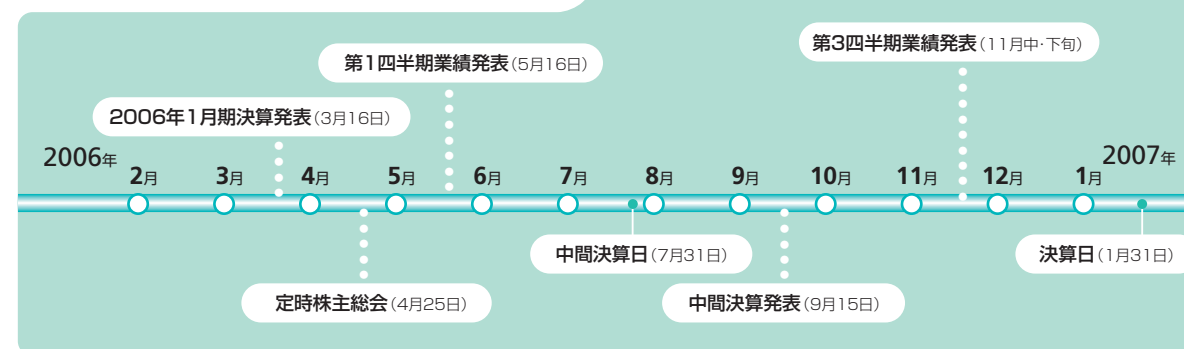 第3四半期業績発表(11月中・下旬)
第1四半期業績発表(5月16日)
2006年1月期決算発表(3月16日)
2006年
2007年
2月 3月 4月 5月 6月 7月 8月 9月 10月 11月 12月 1月
中間決算日(7月31日)
決算日(1月31日)
定時株主総会(4月25日)
中間決算発表(9月15日)